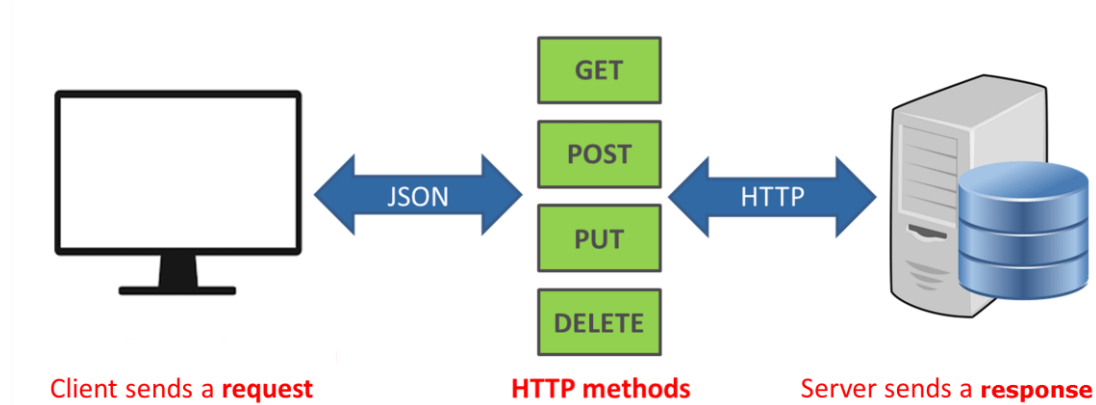 GET
POST
PUT
DELETE
JSON
HTTP
Client sends a request
HTTP methods
Server sends a response